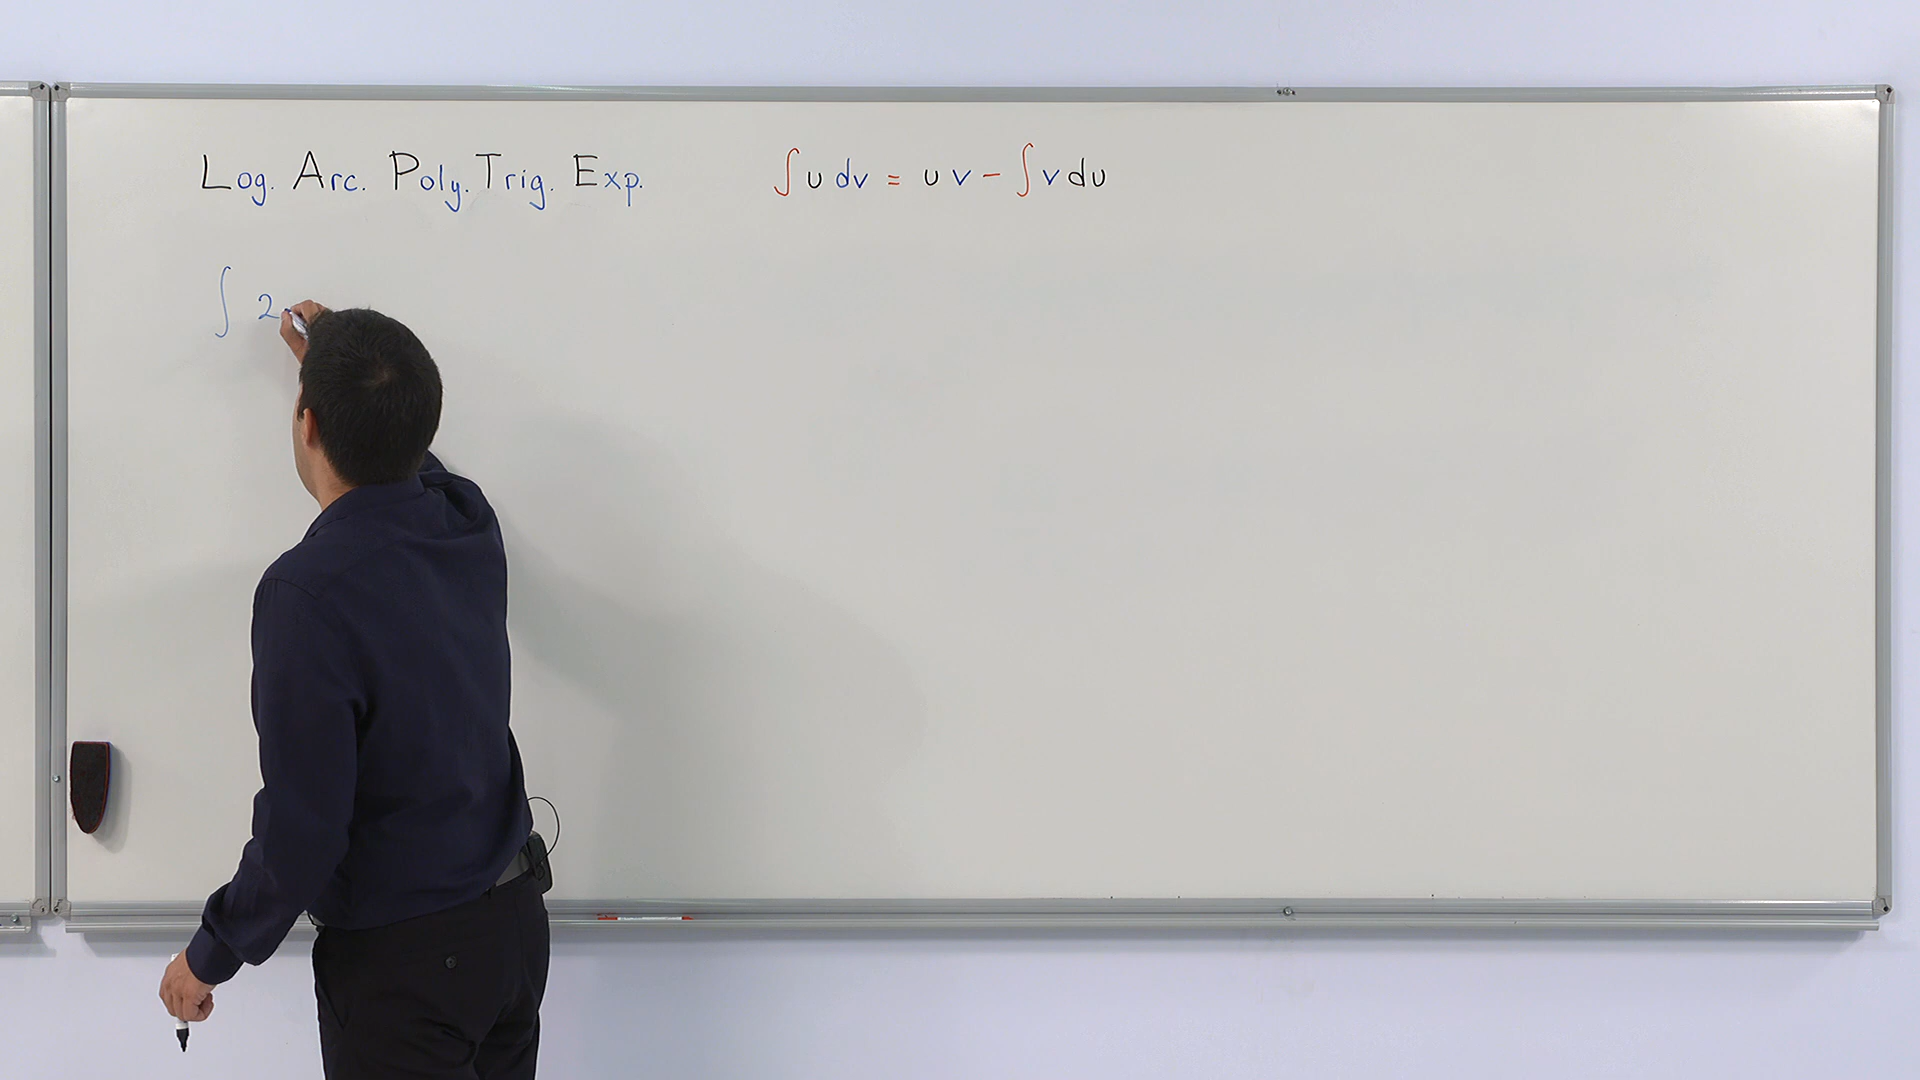 Log. Arc. Poly. Trig. Exp. ∫ u dv = u v - ∫ v du
∫ 2